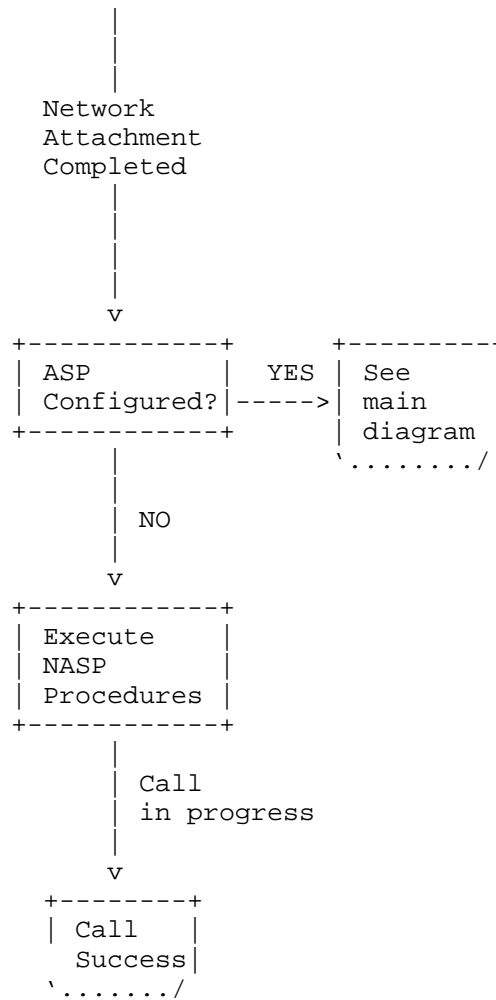 Network
Attachment
Completed
ASP YES See
Configured? main
diagram
NO
Execute
NASP
Procedures
Call
in progress
Call
Success